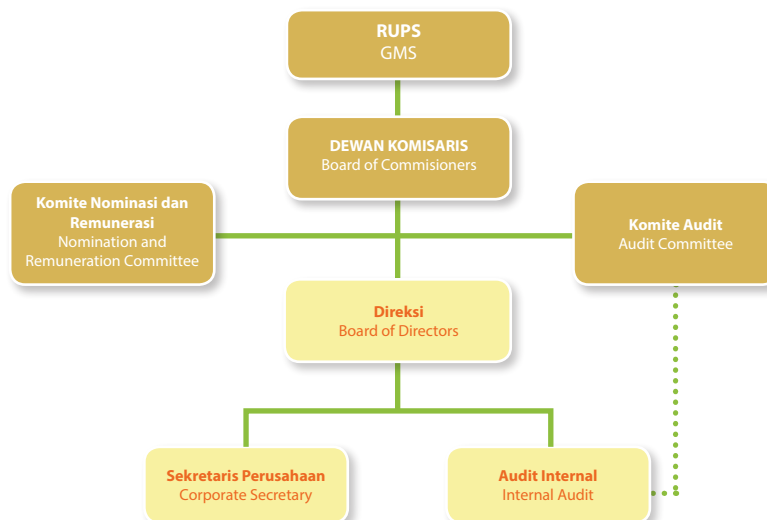 RUPS
GMS
DEWAN KOMISARIS
Board of Commisioners
Komite Nominasi dan
Remunerasi
Nomination and
Remuneration Committee
Komite Audit
Audit Committee
Direksi
Board of Directors
Sekretaris Perusahaan
Corporate Secretary
Audit Internal
Internal Audit